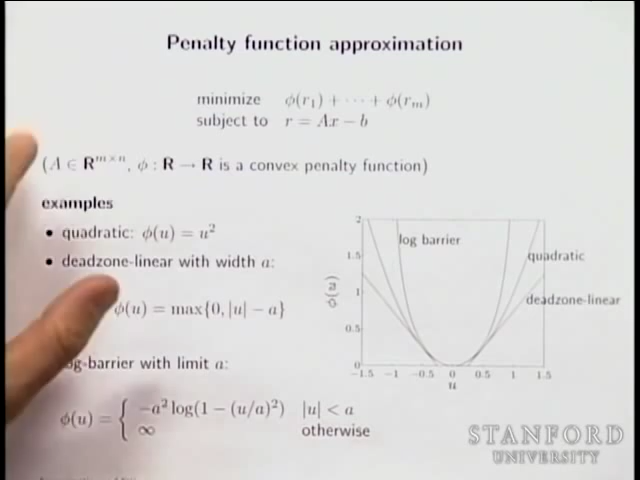 Penalty function approximation
minimize ϕ(r₁) + ··· + ϕ(rₘ)
subject to r = Ax − b
(A ∈ R^{m×n}, ϕ : R → R is a convex penalty function)
examples
• quadratic: ϕ(u) = u²
• deadzone-linear with width a:
ϕ(u) = max{0, |u| − a}
log-barrier with limit a:
ϕ(u) = { −a² log(1 − (u/a)²) |u| < a
∞ otherwise
2
log barrier
1.5
quadratic
ϕ(u)
1
deadzone-linear
0.5
0
−1.5 −1 −0.5 0 0.5 1 1.5
u
STANFORD
UNIVERSITY